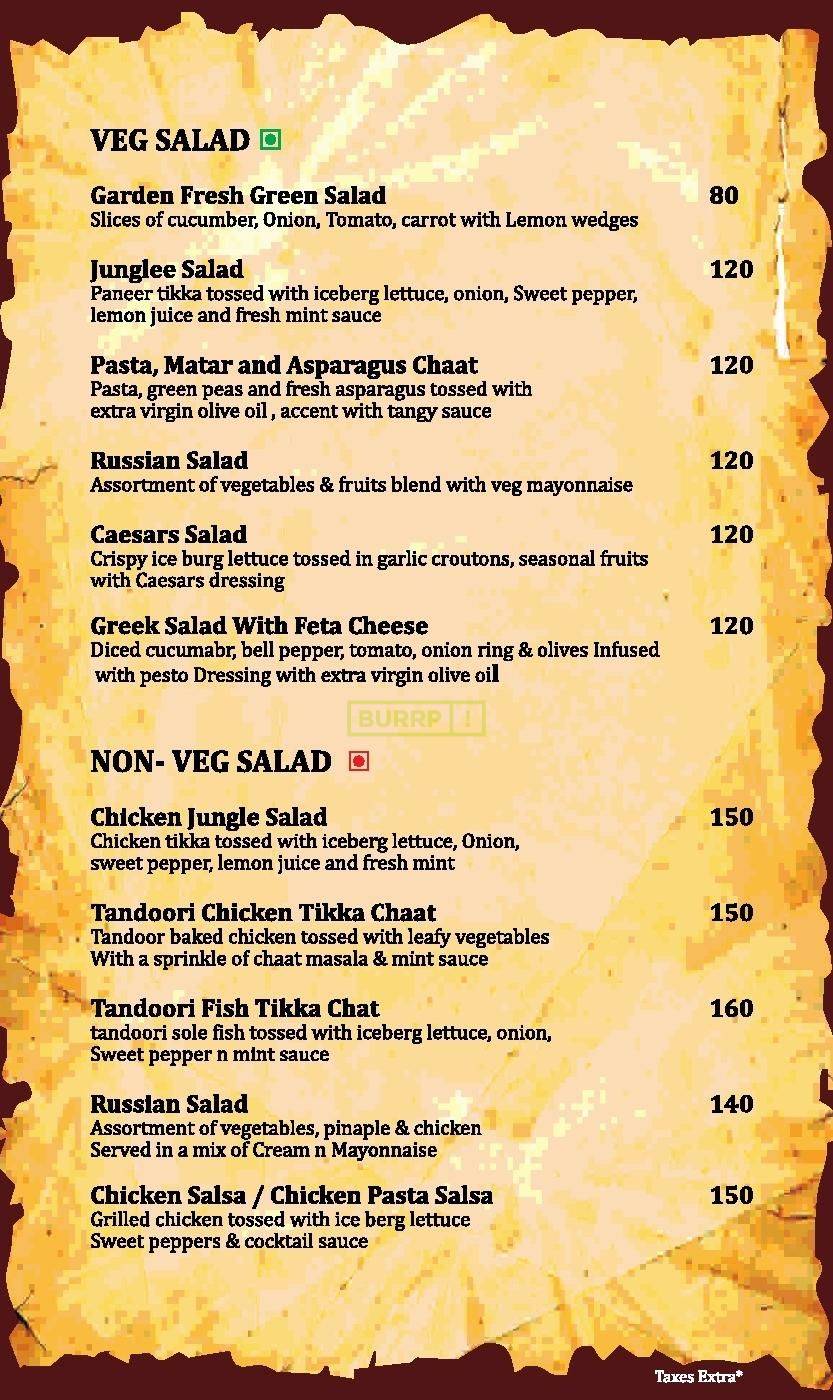 VEG SALAD
Garden Fresh Green Salad 80
Slices of cucumber, Onion, Tomato, carrot with Lemon wedges
Junglee Salad 120
Paneer tikka tossed with iceberg lettuce, onion, Sweet pepper,
lemon juice and fresh mint sauce
Pasta, Matar and Asparagus Chaat 120
Pasta, green peas and fresh asparagus tossed with
extra virgin olive oil , accent with tangy sauce
Russian Salad 120
Assortment of vegetables & fruits blend with veg mayonnaise
Caesars Salad 120
Crispy ice burg lettuce tossed in garlic croutons, seasonal fruits
with Caesars dressing
Greek Salad With Feta Cheese 120
Diced cucumabr, bell pepper, tomato, onion ring & olives Infused
with pesto Dressing with extra virgin olive oil
BURRP !
NON- VEG SALAD
Chicken Jungle Salad 150
Chicken tikka tossed with iceberg lettuce, Onion,
sweet pepper, lemon juice and fresh mint
Tandoori Chicken Tikka Chaat 150
Tandoor baked chicken tossed with leafy vegetables
With a sprinkle of chaat masala & mint sauce
Tandoori Fish Tikka Chat 160
tandoori sole fish tossed with iceberg lettuce, onion,
Sweet pepper n mint sauce
Russian Salad 140
Assortment of vegetables, pinaple & chicken
Served in a mix of Cream n Mayonnaise
Chicken Salsa / Chicken Pasta Salsa 150
Grilled chicken tossed with ice berg lettuce
Sweet peppers & cocktail sauce
Taxes Extra*